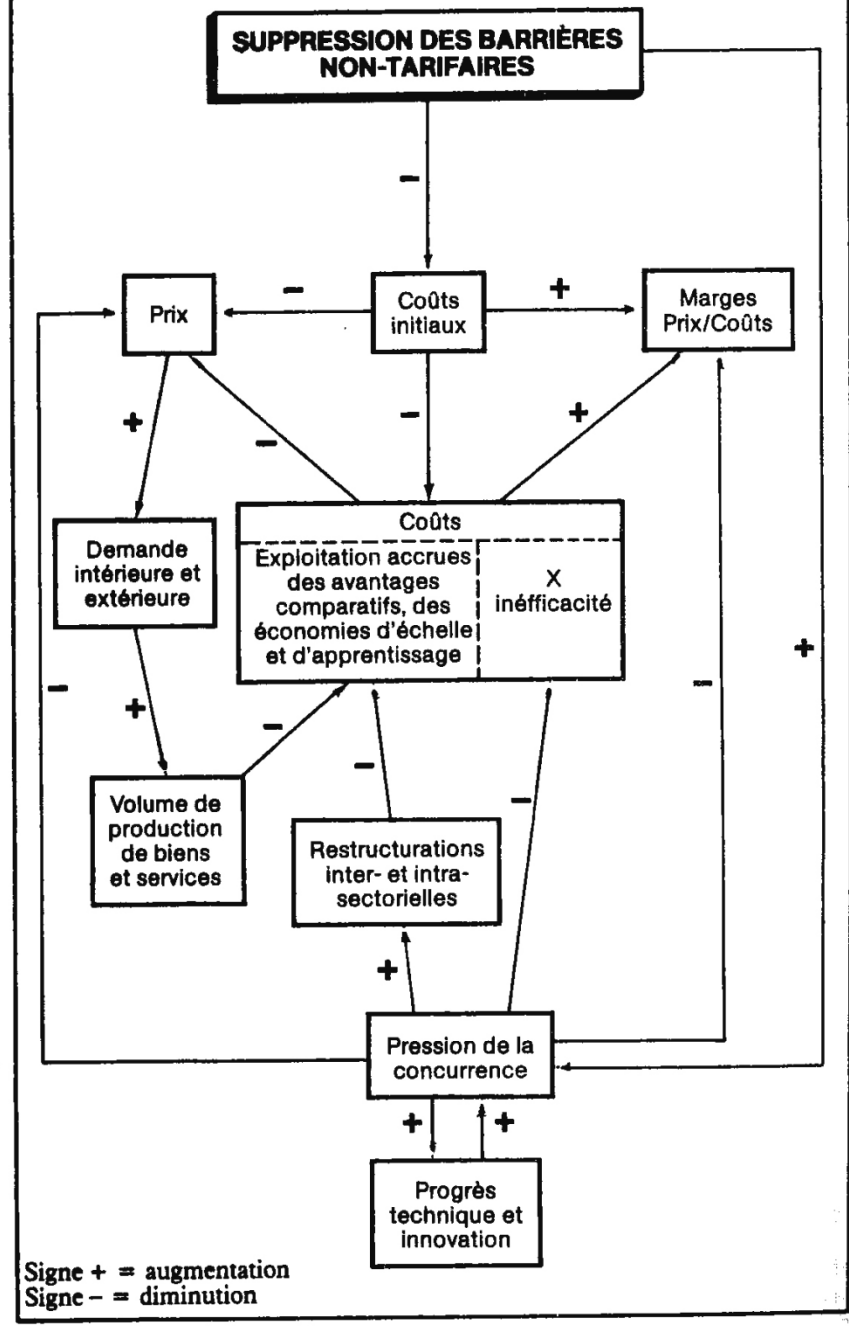 SUPPRESSION DES BARRIÈRES
NON-TARIFAIRES
−
Prix
−
Coûts
initiaux
+
Marges
Prix/Coûts
+
−
−
+
Demande
intérieure et
extérieure
Coûts
Exploitation accrues
des avantages
comparatifs, des
économies d'échelle
et d'apprentissage
X
inéfficacité
−
+
−
−
+
−
−
Volume de
production
de biens
et services
Restructurations
inter- et intra-
sectorielles
+
Pression de la
concurrence
+
+
Progrès
technique et
innovation
Signe + = augmentation
Signe − = diminution